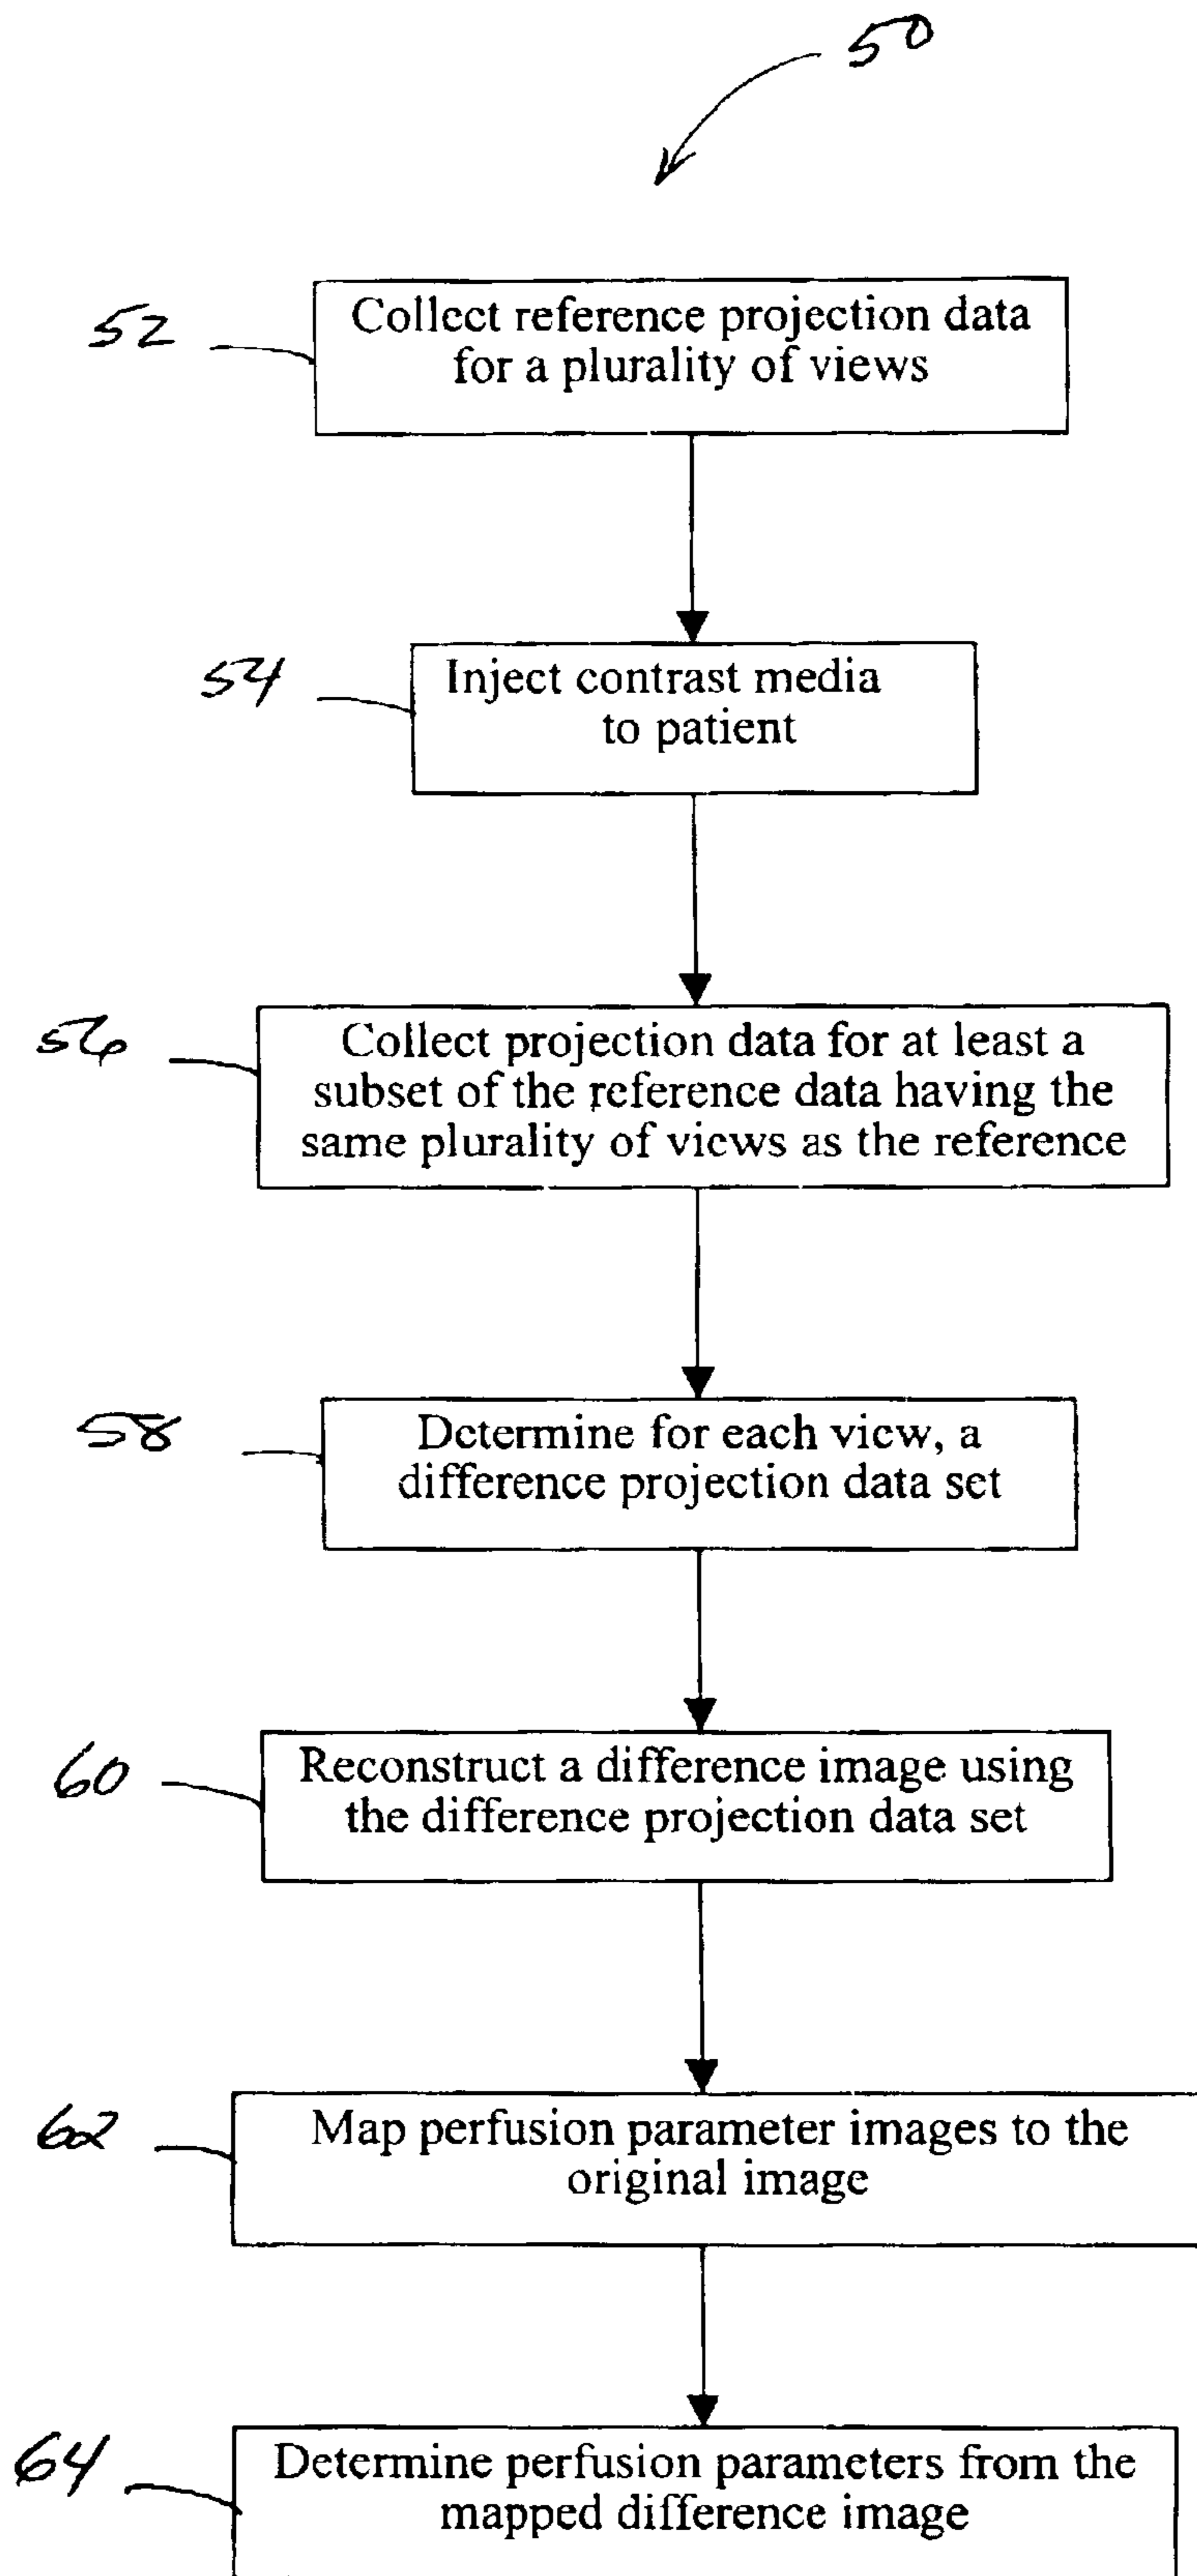 50
52
Collect reference projection data
for a plurality of views
54
Inject contrast media
to patient
56
Collect projection data for at least a
subset of the reference data having the
same plurality of views as the reference
58
Determine for each view, a
difference projection data set
60
Reconstruct a difference image using
the difference projection data set
62
Map perfusion parameter images to the
original image
64
Determine perfusion parameters from the
mapped difference image